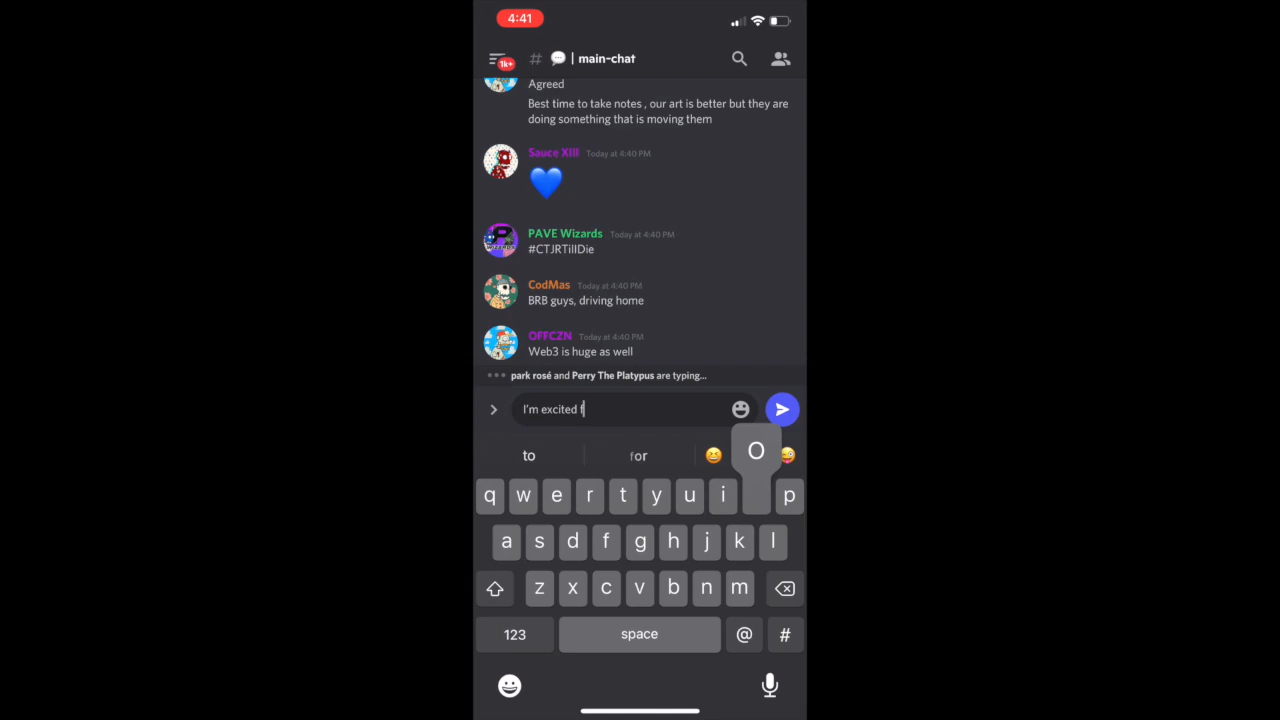 4:41
1k+
# 💬 | main-chat
Agreed
Best time to take notes , our art is better but they are
doing something that is moving them
Sauce XIII Today at 4:40 PM
💙
PAVE Wizards Today at 4:40 PM
#CTJRTillDie
CodMas Today at 4:40 PM
BRB guys, driving home
OFFCZN Today at 4:40 PM
Web3 is huge as well
park rosé and Perry The Platypus are typing...
I'm excited f
to for
O
q w e r t y u i p
a s d f g h j k l
z x c v b n m
123 space @ #